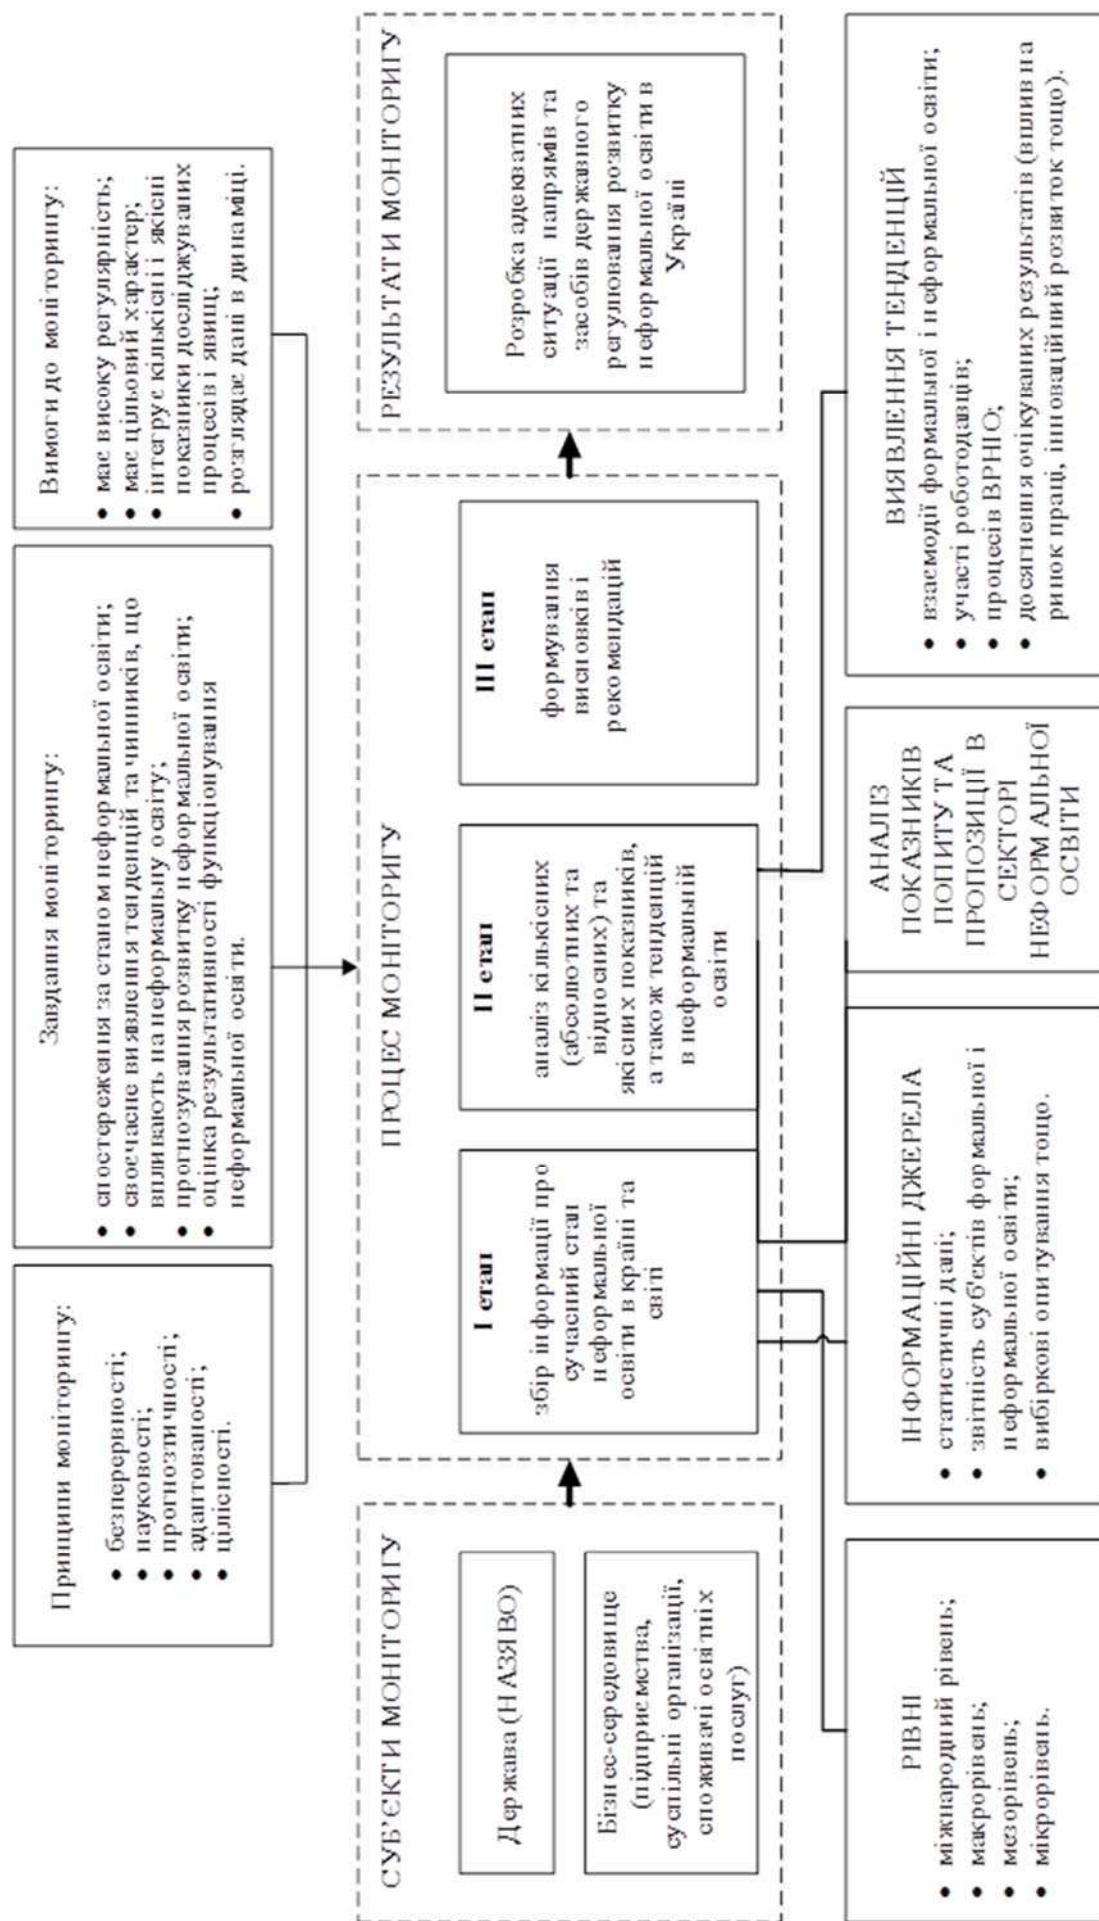 Принципи моніторингу:
• безперервності;
• науковості;
• прогнозтичності;
• адаптованості;
• цілісності.
Завдання моніторингу:
• спостереження за станом неформальної освіти;
• своєчасне виявлення тенденцій та чинників, що
впливають на неформальну освіту;
• прогнозування розвитку неформальної освіти;
• оцінка результативності функціонування
неформальної освіти.
Вимоги до моніторингу:
• має високу регулярність;
• має цільовий характер;
• інтегрує кількісні і якісні
показники досліджуваних
процесів і явищ;
• розглядає дані в динаміці.
СУБ’ЄКТИ МОНІТОРИГУ
Держава (НАЗЯВО)
Бізнес-середовище
(підприємства,
суспільні організації,
споживачі освітніх
послуг)
ПРОЦЕС МОНІТОРИГУ
I етап
збір інформації про
сучасний стан
неформальної
освіти в країні та
світі
II етап
аналіз кількісних
(абсолютних та
відносних) та
якісних показників,
а також тенденцій
в неформальній
освіти
III етап
формування
висновків і
рекомендацій
РЕЗУЛЬТАТИ МОНІТОРИГУ
Розробка адекватних
ситуації напрямів та
засобів державного
регулювання розвитку
неформальної освіти в
Україні
РІВНІ
• міжнародний рівень;
• макрорівень;
• мезорівень;
• мікрорівень.
ІНФОРМАЦІЙНІ ДЖЕРЕЛА
• статистичні дані;
• звітність суб'єктів формальної і
неформальної освіти;
• вибіркові опитування тощо.
АНАЛІЗ
ПОКАЗНИКІВ
ПОПИТУ ТА
ПРОПОЗИЦІЇ В
СЕКТОРІ
НЕФОРМАЛЬНОЇ
ОСВІТИ
ВИЯВЛЕННЯ ТЕНДЕНЦІЙ
• взаємодії формальної і неформальної освіти;
• участі роботодавців;
• процесів ВРНІО;
• досягнення очікуваних результатів (вплив на
ринок праці, інноваційний розвиток тощо).